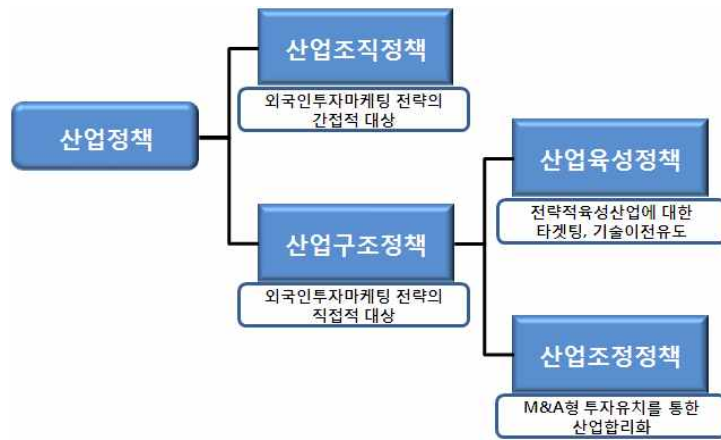 산업조직정책
외국인투자마케팅 전략의
간접적 대상
산업정책
산업육성정책
전략적육성산업에 대한
타겟팅, 기술이전유도
산업구조정책
외국인투자마케팅 전략의
직접적 대상
산업조정정책
M&A형 투자유치를 통한
산업합리화